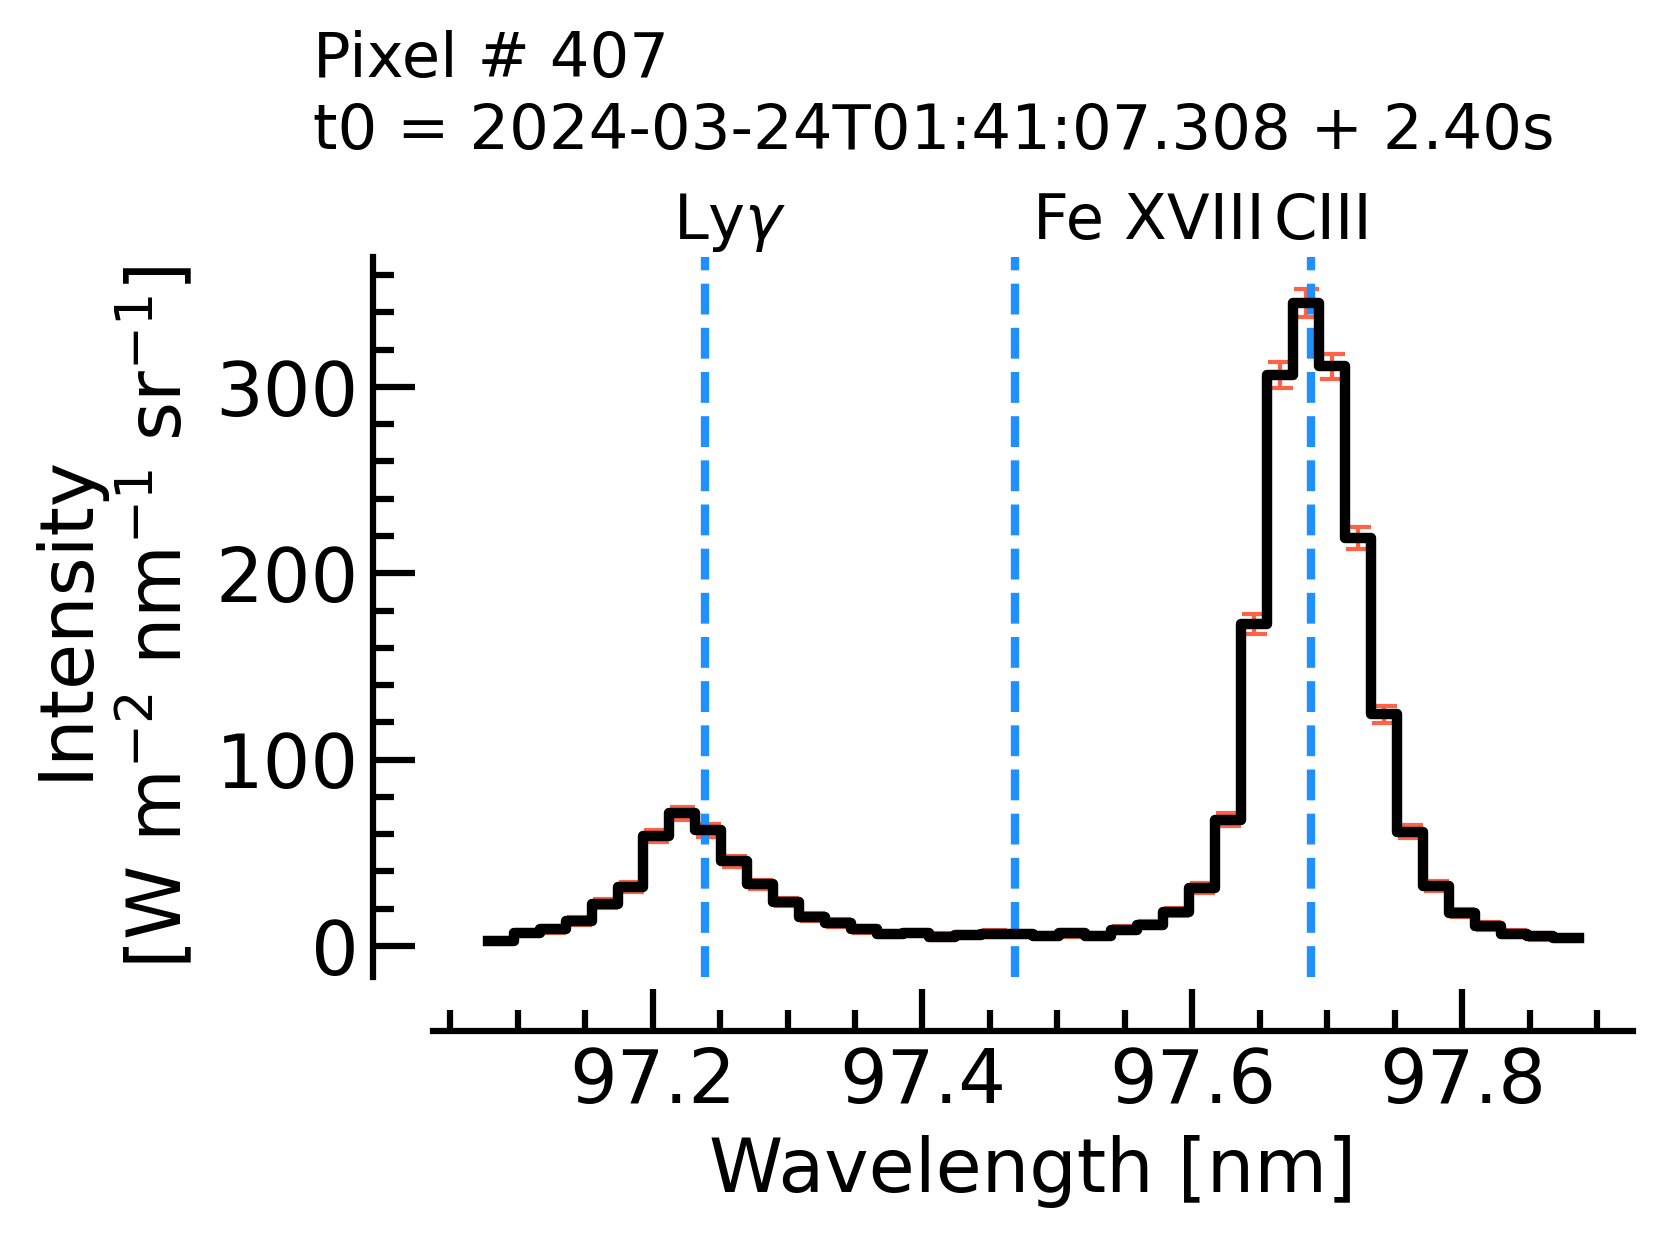 Pixel # 407
t0 = 2024-03-24T01:41:07.308 + 2.40s
Lyγ Fe XVIII CIII
Intensity
[W m⁻² nm⁻¹ sr⁻¹]
300
200
100
0
97.2 97.4 97.6 97.8
Wavelength [nm]